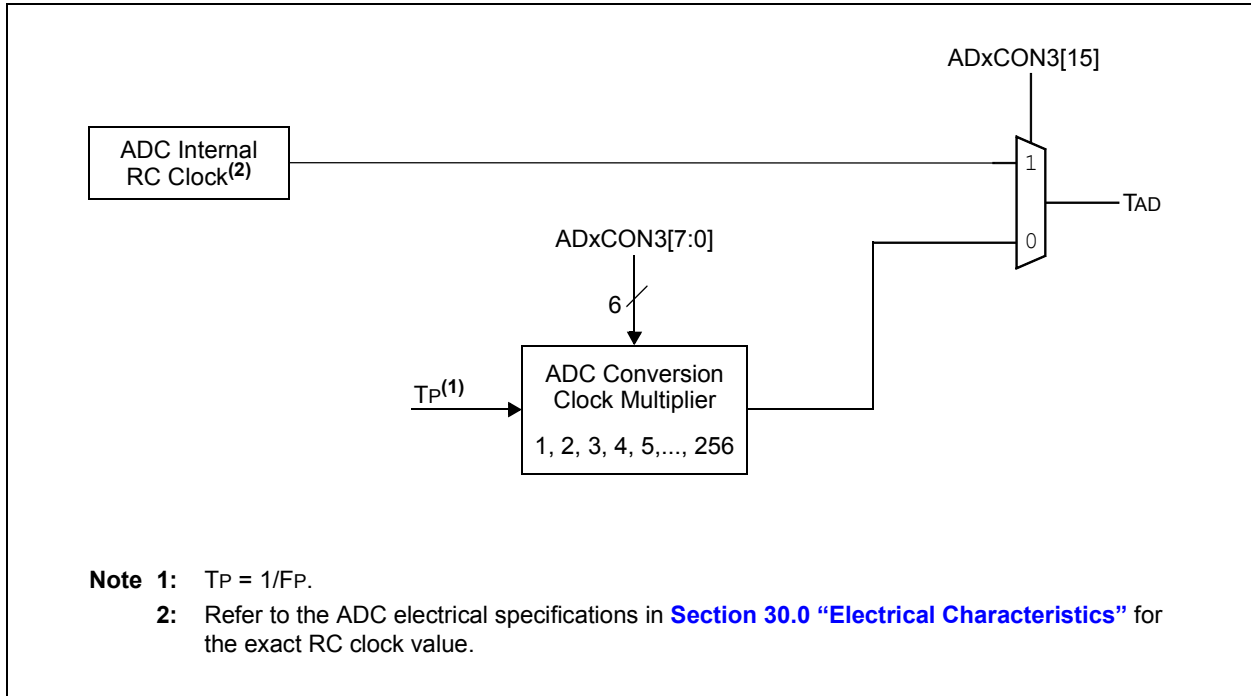 ADxCON3[15]
ADC Internal
RC Clock(2)
1
TAD
ADxCON3[7:0]
0
6
TP(1)
ADC Conversion
Clock Multiplier
1, 2, 3, 4, 5,..., 256
Note 1: TP = 1/FP.
2: Refer to the ADC electrical specifications in Section 30.0 “Electrical Characteristics” for
the exact RC clock value.